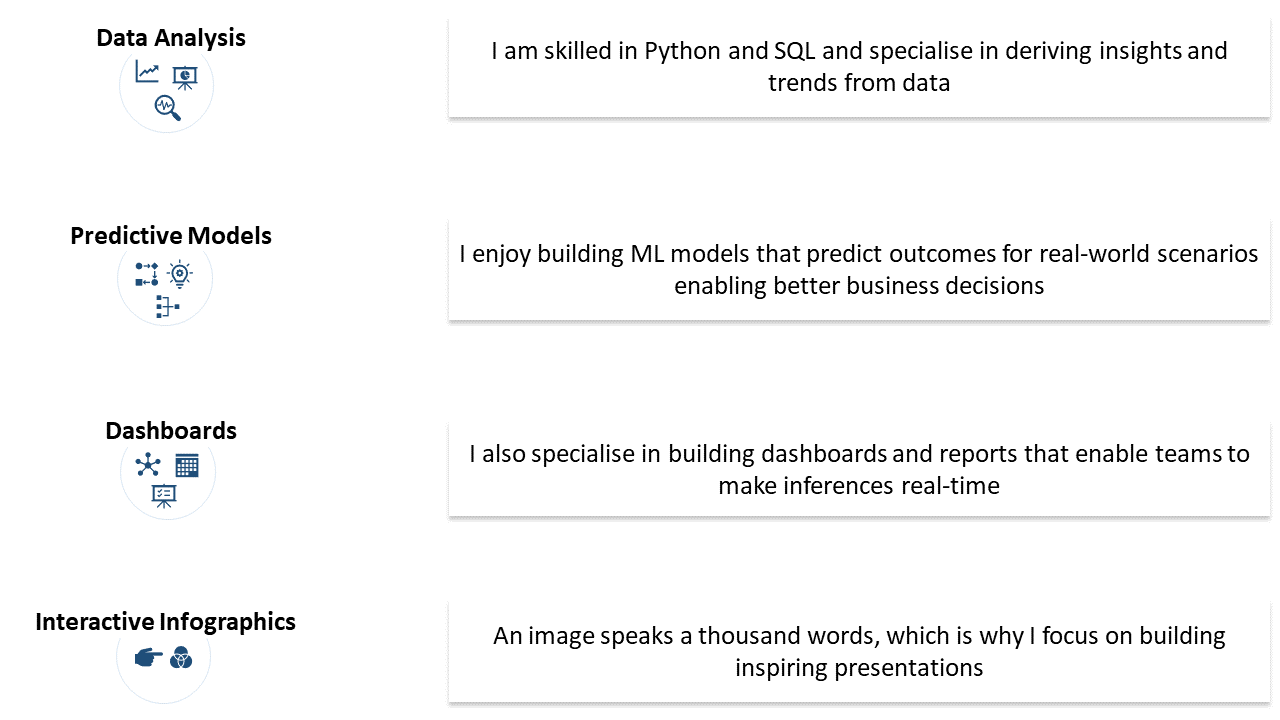 Data Analysis
I am skilled in Python and SQL and specialise in deriving insights and
trends from data
Predictive Models
I enjoy building ML models that predict outcomes for real-world scenarios
enabling better business decisions
Dashboards
I also specialise in building dashboards and reports that enable teams to
make inferences real-time
Interactive Infographics
An image speaks a thousand words, which is why I focus on building
inspiring presentations